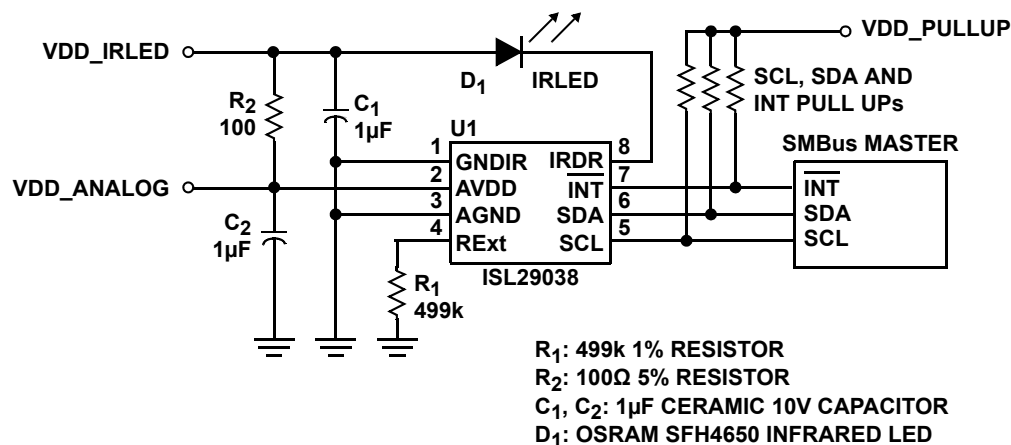 VDD_IRLED
VDD_PULLUP
D1
IRLED
SCL, SDA AND
INT PULL UPs
R2
100
C1
1µF
U1
SMBus MASTER
1
GNDIR
IRDR
8
VDD_ANALOG
2
AVDD
INT
7
INT
3
AGND
SDA
6
SDA
4
RExt
SCL
5
SCL
C2
1µF
ISL29038
R1
499k
R1: 499k 1% RESISTOR
R2: 100Ω 5% RESISTOR
C1, C2: 1µF CERAMIC 10V CAPACITOR
D1: OSRAM SFH4650 INFRARED LED